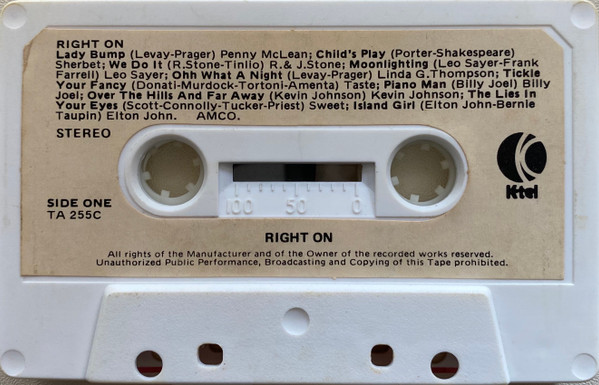 RIGHT ON
Lady Bump (Levay-Prager) Penny McLean; Child's Play (Porter-Shakespeare)
Sherbet; We Do It (R.Stone-Tinlio) R.& J.Stone; Moonlighting (Leo Sayer-Frank
Farrell) Leo Sayer; Ohh What A Night (Levay-Prager) Linda G.Thompson; Tickle
Your Fancy (Donati-Murdock-Tortoni-Amenta) Taste; Piano Man (Billy Joel) Billy
Joel; Over The Hills And Far Away (Kevin Johnson) Kevin Johnson; The Lies In
Your Eyes (Scott-Connolly-Tucker-Priest) Sweet; Island Girl (Elton John-Bernie
Taupin) Elton John. AMCO.
STEREO
K-tel
SIDE ONE
TA 255C
100 50 0
RIGHT ON
All rights of the Manufacturer and of the Owner of the recorded works reserved.
Unauthorized Public Performance, Broadcasting and Copying of this Tape prohibited.